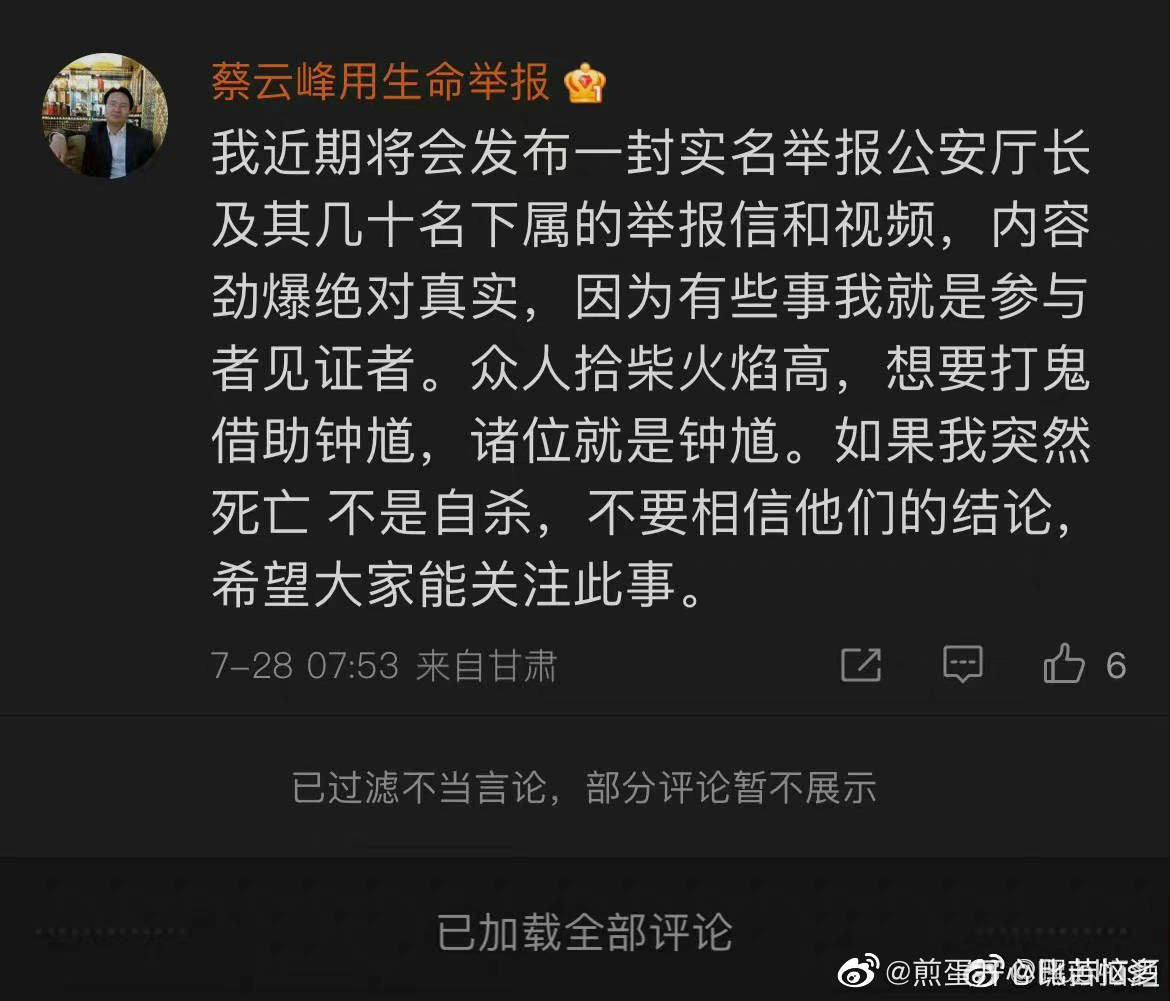 蔡云峰用生命举报
我近期将会发布一封实名举报公安厅长
及其几十名下属的举报信和视频，内容
劲爆绝对真实，因为有些事我就是参与
者见证者。众人拾柴火焰高，想要打鬼
借助钟馗，诸位就是钟馗。如果我突然
死亡 不是自杀，不要相信他们的结论，
希望大家能关注此事。
7-28 07:53 来自甘肃
6
已过滤不当言论，部分评论暂不展示
已加载全部评论
@煎蛋